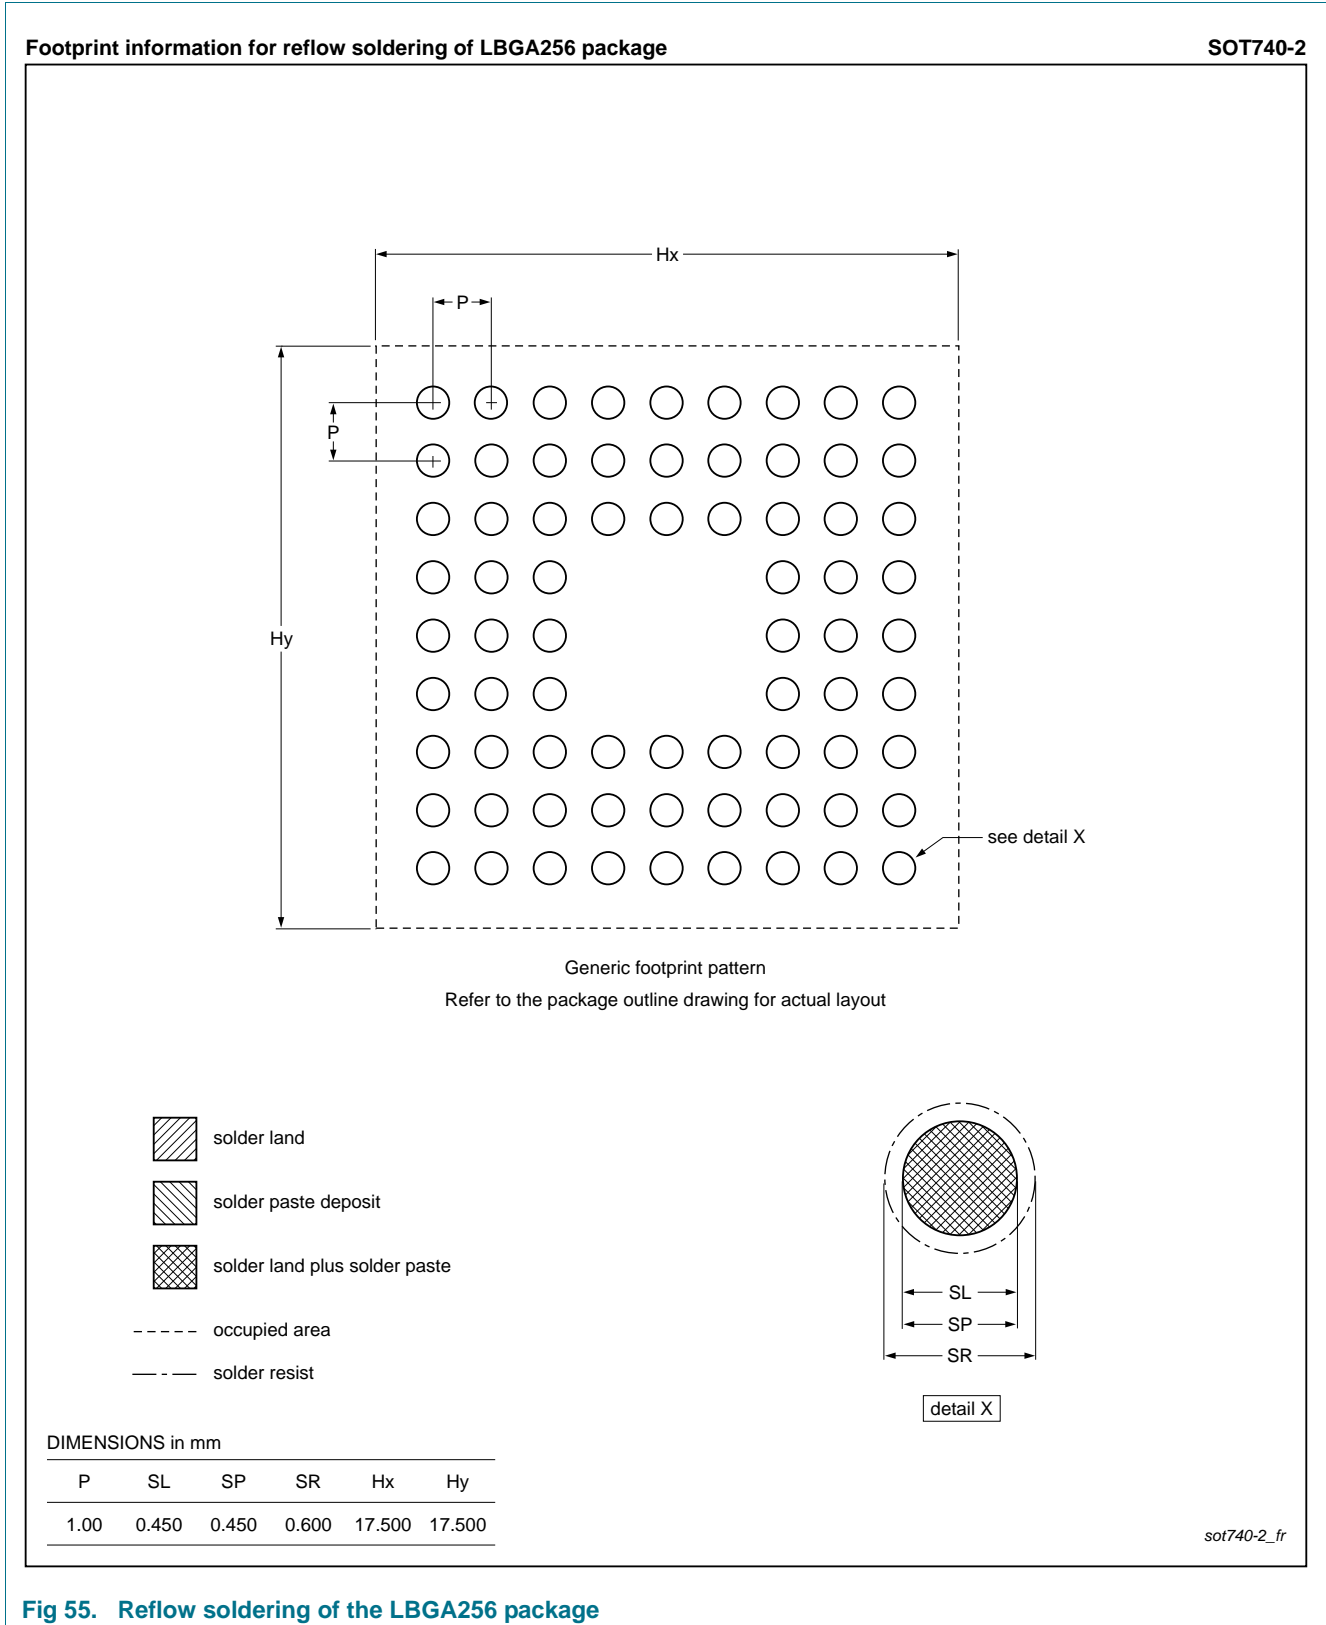 Footprint information for reflow soldering of LBGA256 package SOT740-2
Hx
P
P
Hy
see detail X
Generic footprint pattern
Refer to the package outline drawing for actual layout
solder land
solder paste deposit
solder land plus solder paste
occupied area
solder resist
SL
SP
SR
detail X
DIMENSIONS in mm
P SL SP SR Hx Hy
1.00 0.450 0.450 0.600 17.500 17.500
sot740-2_fr
Fig 55. Reflow soldering of the LBGA256 package